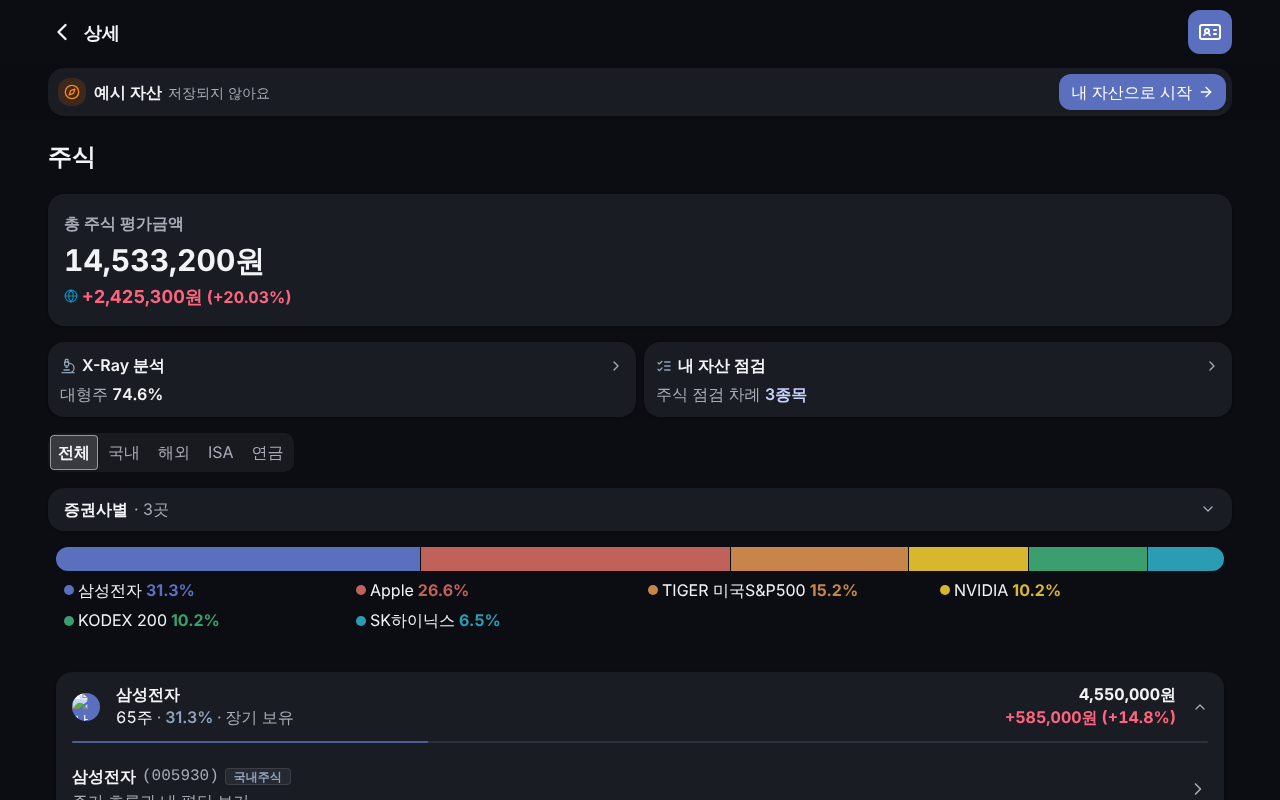 상세
예시 자산 저장되지 않아요
내 자산으로 시작
주식
총 주식 평가금액
14,533,200원
+2,425,300원 (+20.03%)
X-Ray 분석
대형주 74.6%
내 자산 점검
주식 점검 차례 3종목
전체 국내 해외 ISA 연금
증권사별 · 3곳
삼성전자 31.3% Apple 26.6% TIGER 미국S&P500 15.2% NVIDIA 10.2%
KODEX 200 10.2% SK하이닉스 6.5%
삼성전자 4,550,000원
65주 · 31.3% · 장기 보유 +585,000원 (+14.8%)
삼성전자 (005930) 국내주식